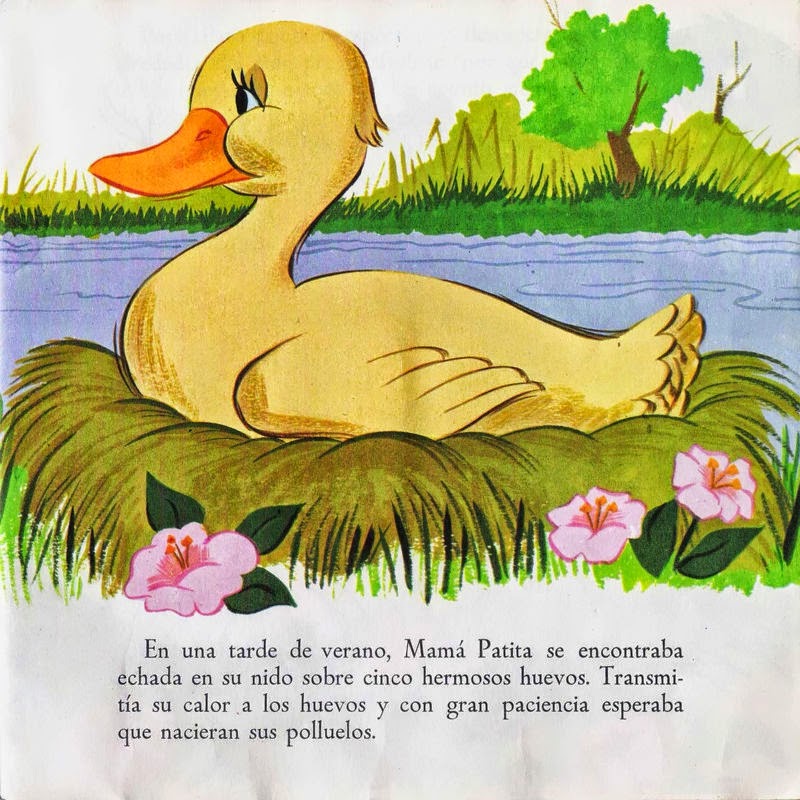 En una tarde de verano, Mamá Patita se encontraba
echada en su nido sobre cinco hermosos huevos. Transmi-
tía su calor a los huevos y con gran paciencia esperaba
que nacieran sus polluelos.